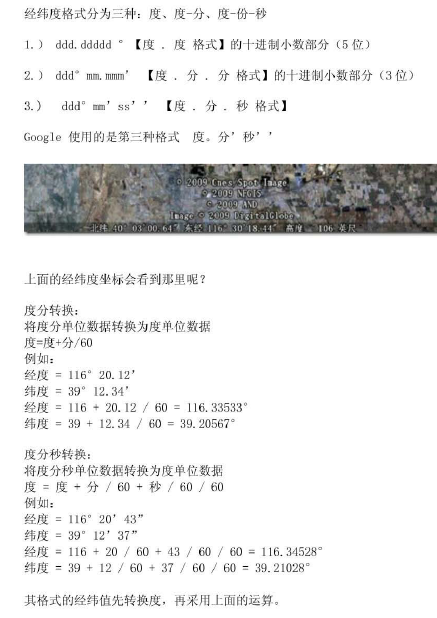 经纬度格式分为三种：度、度-分、度-份-秒
1.） ddd.ddddd °【度 . 度 格式】的十进制小数部分（5 位）
2.） ddd°mm.mmm’ 【度 . 分 . 分 格式】的十进制小数部分（3 位）
3.） ddd°mm’ss’’ 【度 . 分 . 秒 格式】
Google 使用的是第三种格式 度。分’秒’’
© 2009 Cnes/Spot Image
© 2009 NFGIS
© 2009 AND
Image © 2009 DigitalGlobe
北纬 40°03'00.64" 东经 116°30'18.44" 高度 106 英尺
上面的经纬度坐标会看到那里呢？
度分转换：
将度分单位数据转换为度单位数据
度=度+分/60
例如：
经度 = 116°20.12’
纬度 = 39°12.34’
经度 = 116 + 20.12 / 60 = 116.33533°
纬度 = 39 + 12.34 / 60 = 39.20567°
度分秒转换：
将度分秒单位数据转换为度单位数据
度 = 度 + 分 / 60 + 秒 / 60 / 60
例如：
经度 = 116°20’43”
纬度 = 39°12’37”
经度 = 116 + 20 / 60 + 43 / 60 / 60 = 116.34528°
纬度 = 39 + 12 / 60 + 37 / 60 / 60 = 39.21028°
其格式的经纬值先转换度，再采用上面的运算。